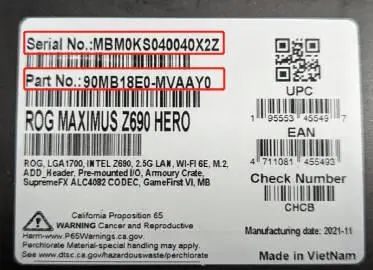 Serial No.:MBM0KS040040X2Z
Part No.:90MB18E0-MVAAY0
UPC
1 95553 45549 7
ROG MAXIMUS Z690 HERO
EAN
4 711081 455493
ROG, LGA1700, INTEL Z690, 2.5G LAN, WI-FI 6E, M.2,
ADD_Header, Pre-mounted I/O, Armoury Crate,
SupremeFX ALC4082 CODEC, GameFirst VI, MB
Check Number
CHCB
California Proposition 65
WARNING Cancer and Reproductive
Harm-www.P65Warnings.ca.gov.
Perchlorate Material-special handling may apply.
See www.dtsc.ca.gov/hazardouswaste/perchlorate
Manufacturing date: 2021-11
Made in VietNam